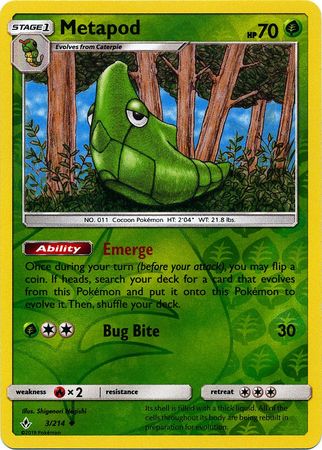 STAGE 1 Metapod HP 70
Evolves from Caterpie
NO. 011 Cocoon Pokémon HT: 2'04" WT: 21.8 lbs.
Ability Emerge
Once during your turn (before your attack), you may flip
a coin. If heads, search your deck for a card that evolves
from this Pokémon and put it onto this Pokémon to
evolve it. Then, shuffle your deck.
Bug Bite 30
weakness × 2 resistance retreat
Illus. Shigenori Negishi
3/214
©2019 Pokémon
Its shell is filled with a thick liquid. All of the
cells throughout its body are being rebuilt in
preparation for evolution.